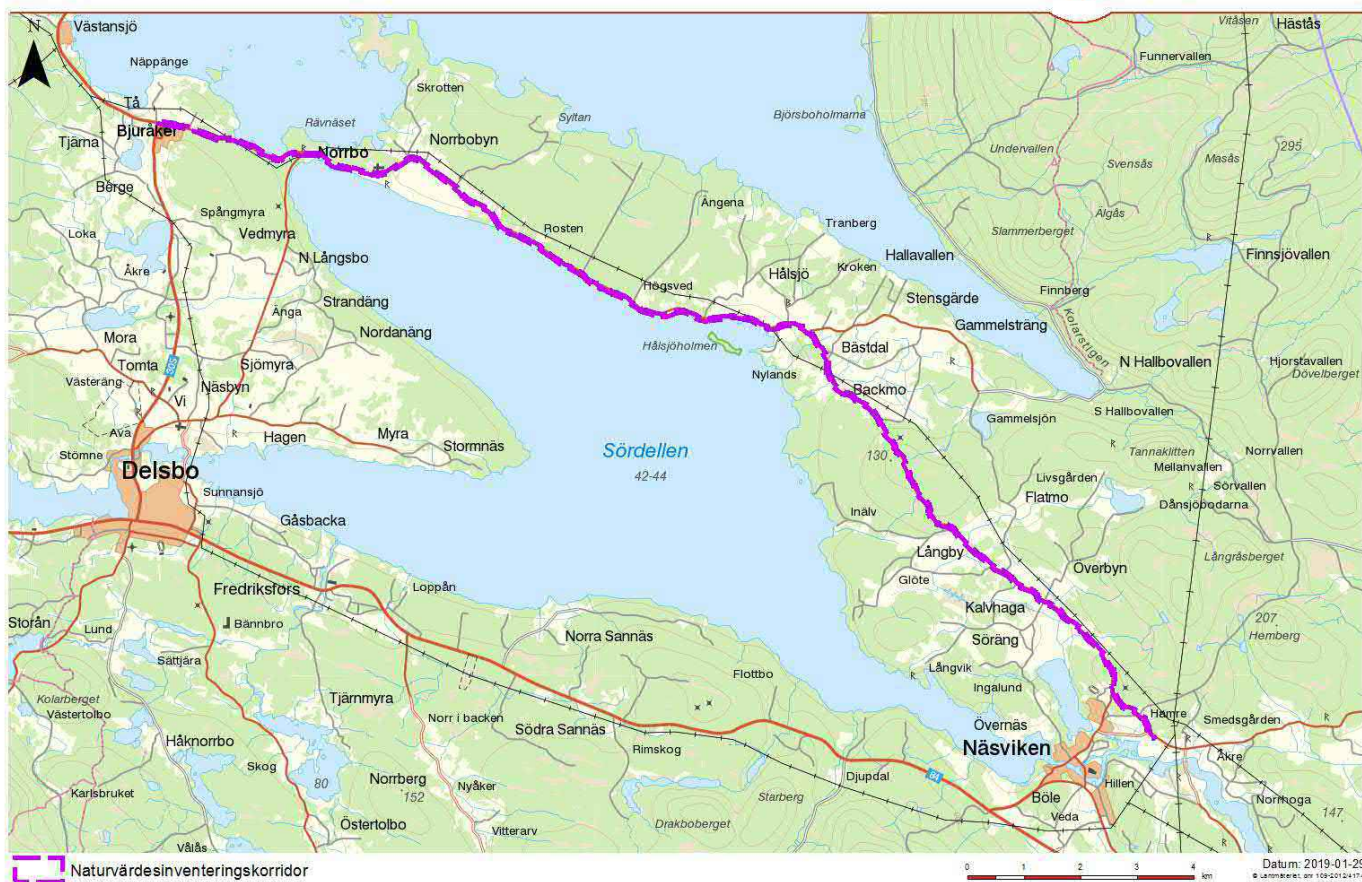 Västansjö
N
Hästås
Vitåsen
Funnervallen
Näppänge
Skrotten
Tå
Bjuråker
Rävnäset
Syltan
Björsboholmarna
Tjärna
Norrbo
Norrbobyn
Undervallen
Svensås
Masås
295
Berge
Ängena
Älgås
Spångmyra
Tranberg
Slammerberget
Loka
Vedmyra
Rosten
Hallavallen
Finnsjövallen
Åkre
N Långsbo
Hålsjö
Kroken
Högsved
Stensgärde
Finnberg
Strandäng
Änga
Nordanäng
Gammelsträng
Kolarstigen
Mora
Hålsjöholmen
Bästdal
Tomta
505
Sjömyra
Nylands
N Hallbovallen
Hjorstavallen
Dövelberget
Västeräng
Näsbyn
Backmo
Vi
S Hallbovallen
Ava
Hagen
Myra
Gammelsjön
Stömne
Stormnäs
Sördellen
130
Tannaklitten
Norrvallen
Mellanvallen
Delsbo
42-44
Livsgården
Sörvallen
Sunnansjö
Flatmo
Dånsjöbodarna
Gåsbacka
Inälv
Långby
Långråsberget
Överbyn
Glöte
Fredriksfors
Loppån
Kalvhaga
Storån
Lund
Bännbro
Norra Sannäs
Söräng
207
Hemberg
Sättjära
Långvik
Flottbo
Ingalund
Kolarberget
Tjärnmyra
Västertolbo
Norr i backen
Hamre
Södra Sannäs
Övernäs
Smedsgården
Håknorrbo
Rimskog
Näsviken
Åkre
Skog
80
Norrberg
152
Nyåker
Djupdal
84
Hillen
Karlsbruket
Starberg
Böle
Norrhoga
Veda
147
Östertolbo
Vitterarv
Drakboberget
Vålås
Naturvärdesinventeringskorridor
0 1 2 3 4
km
Datum: 2019-01-29